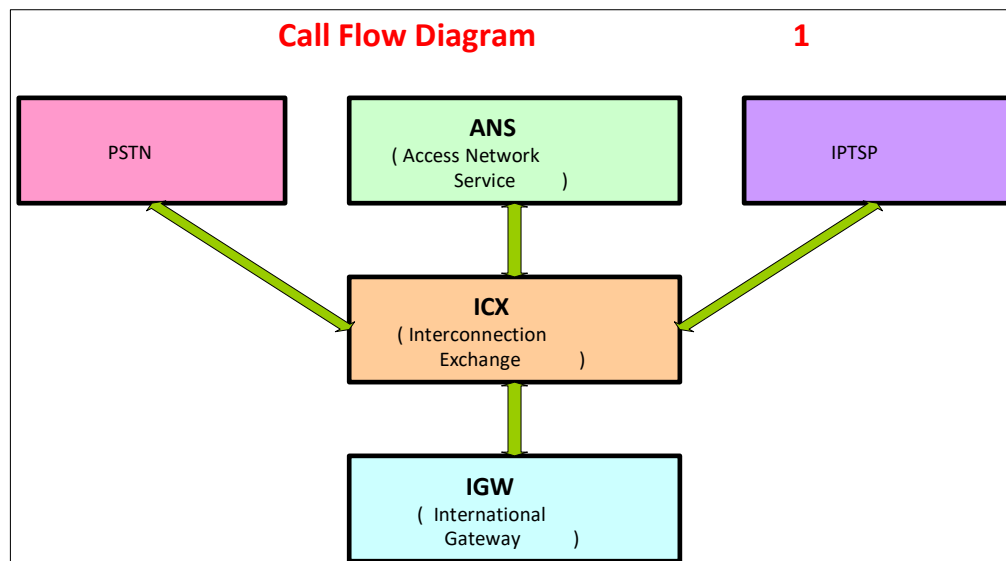 Call Flow Diagram 1
PSTN
ANS
( Access Network
Service )
IPTSP
ICX
( Interconnection
Exchange )
IGW
( International
Gateway )